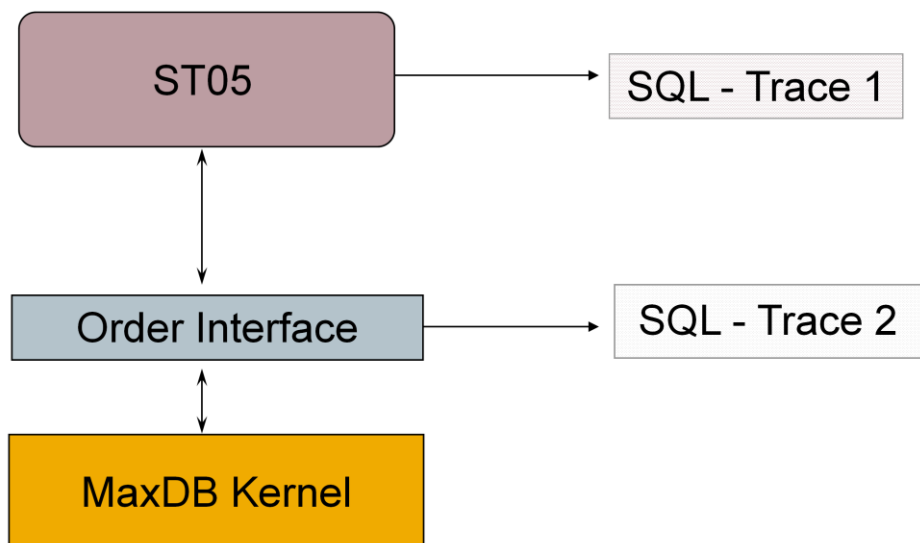 ST05
SQL - Trace 1
Order Interface
SQL - Trace 2
MaxDB Kernel